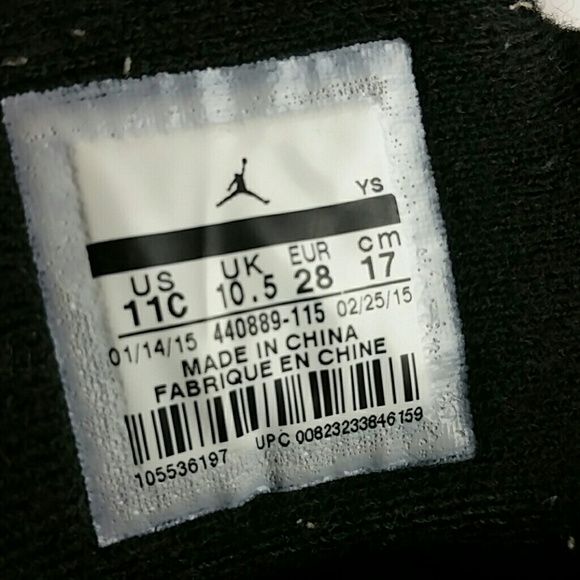 YS
US UK EUR cm
11C 10.5 28 17
01/14/15 440889-115 02/25/15
MADE IN CHINA
FABRIQUE EN CHINE
105536197 UPC 00823233846159